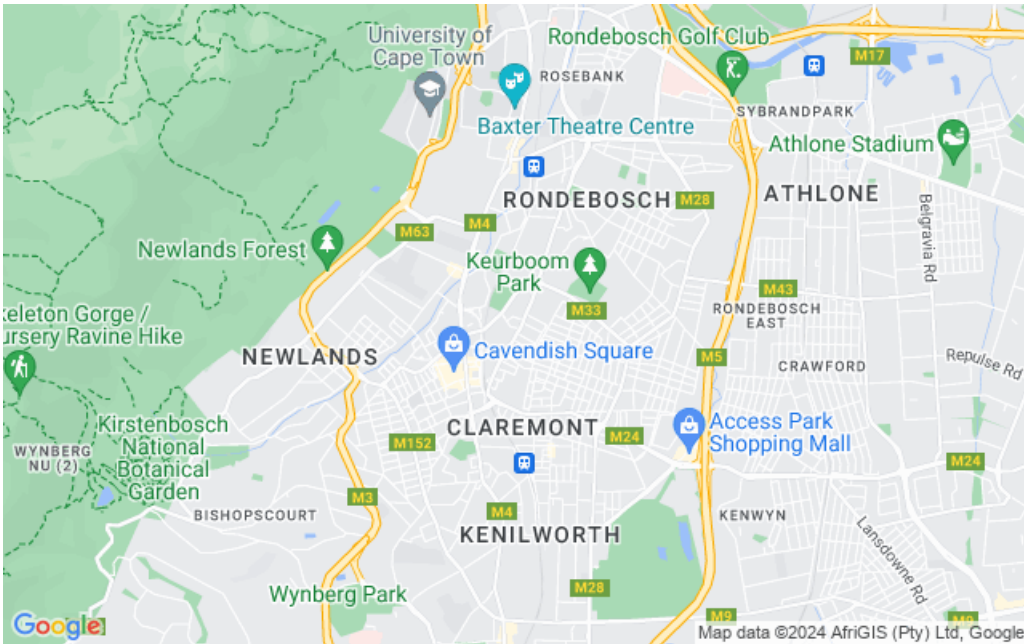 University of
Cape Town
Rondebosch Golf Club
M17
ROSEBANK
SYBRANDPARK
Baxter Theatre Centre
Athlone Stadium
RONDEBOSCH
M28
ATHLONE
Belgravia Rd
M4
M63
Newlands Forest
Keurboom
Park
M43
M33
RONDEBOSCH
EAST
keleton Gorge /
ursery Ravine Hike
NEWLANDS
Cavendish Square
M5
CRAWFORD
Repulse Rd
Kirstenbosch
National
Botanical
Garden
WYNBERG
NU (2)
CLAREMONT
M152
M24
Access Park
Shopping Mall
M24
M3
BISHOPSCOURT
M4
KENILWORTH
KENWYN
Lansdowne Rd
Wynberg Park
M28
M9
M9
Google
Map data ©2024 AfriGIS (Pty) Ltd, Google